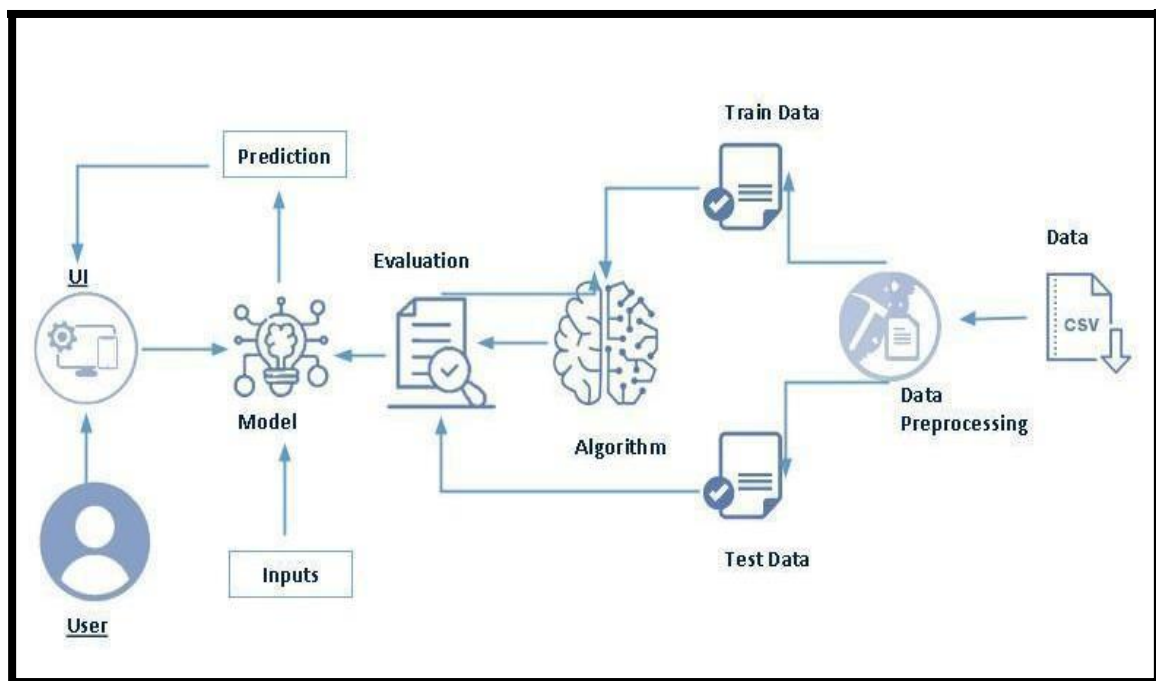 Train Data
Prediction
Data
Evaluation
UI
CSV
Model
Data
Preprocessing
Algorithm
Test Data
Inputs
User